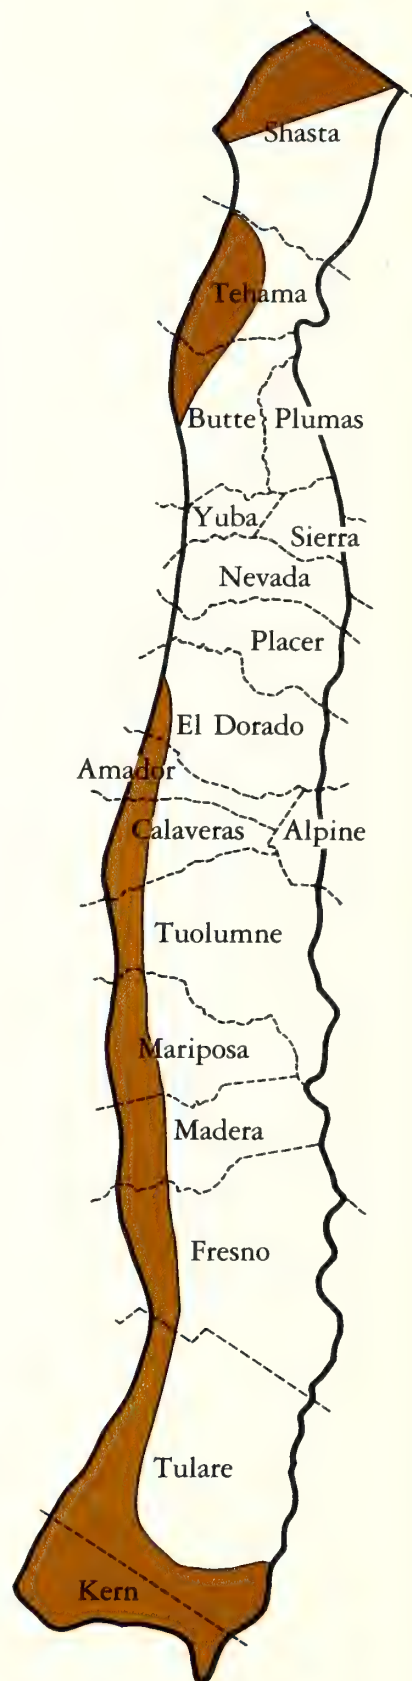 Shasta
Tehama
Butte Plumas
Yuba
Sierra
Nevada
Placer
El Dorado
Amador
Calaveras Alpine
Tuolumne
Mariposa
Madera
Fresno
Tulare
Kern